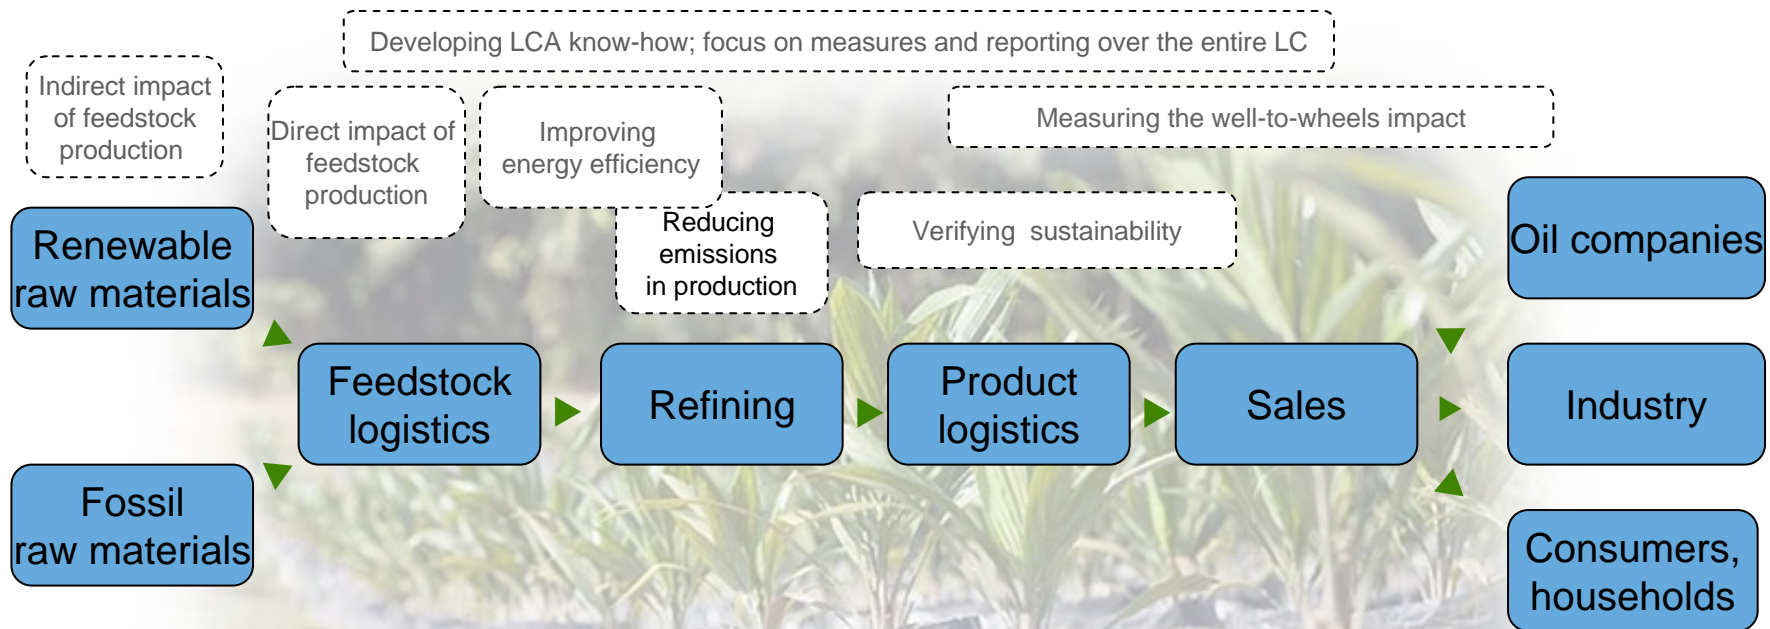 Developing LCA know-how; focus on measures and reporting over the entire LC
Indirect impact
of feedstock
production
Direct impact of
feedstock
production
Improving
energy efficiency
Measuring the well-to-wheels impact
Reducing
emissions
in production
Verifying sustainability
Renewable
raw materials
Oil companies
Feedstock
logistics
Refining
Product
logistics
Sales
Industry
Fossil
raw materials
Consumers,
households